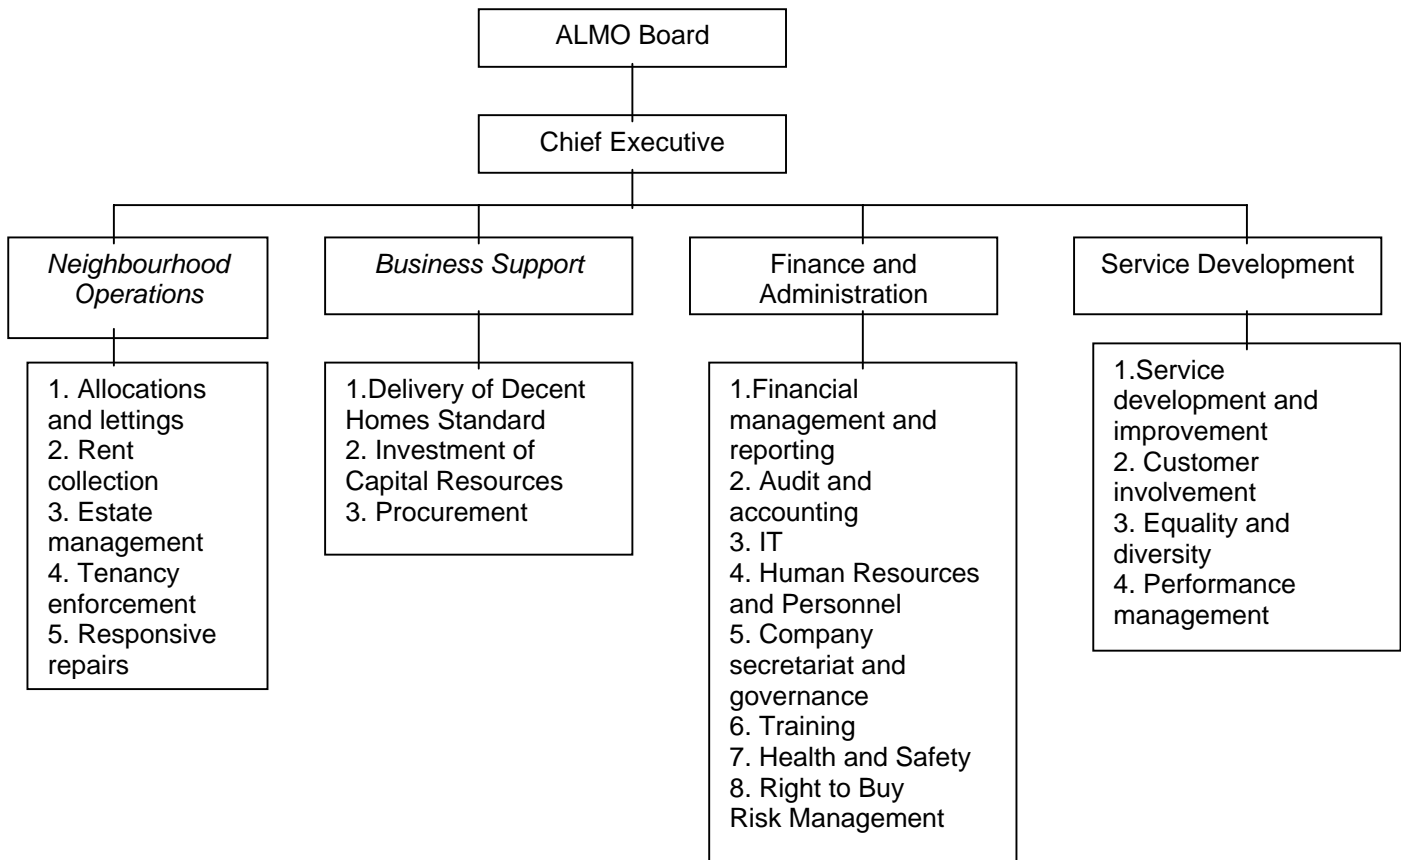 ALMO Board
Chief Executive
Neighbourhood
Operations
Business Support
Finance and
Administration
Service Development
1. Allocations
and lettings
2. Rent
collection
3. Estate
management
4. Tenancy
enforcement
5. Responsive
repairs
1.Delivery of Decent
Homes Standard
2. Investment of
Capital Resources
3. Procurement
1.Financial
management and
reporting
2. Audit and
accounting
3. IT
4. Human Resources
and Personnel
5. Company
secretariat and
governance
6. Training
7. Health and Safety
8. Right to Buy
Risk Management
1.Service
development and
improvement
2. Customer
involvement
3. Equality and
diversity
4. Performance
management